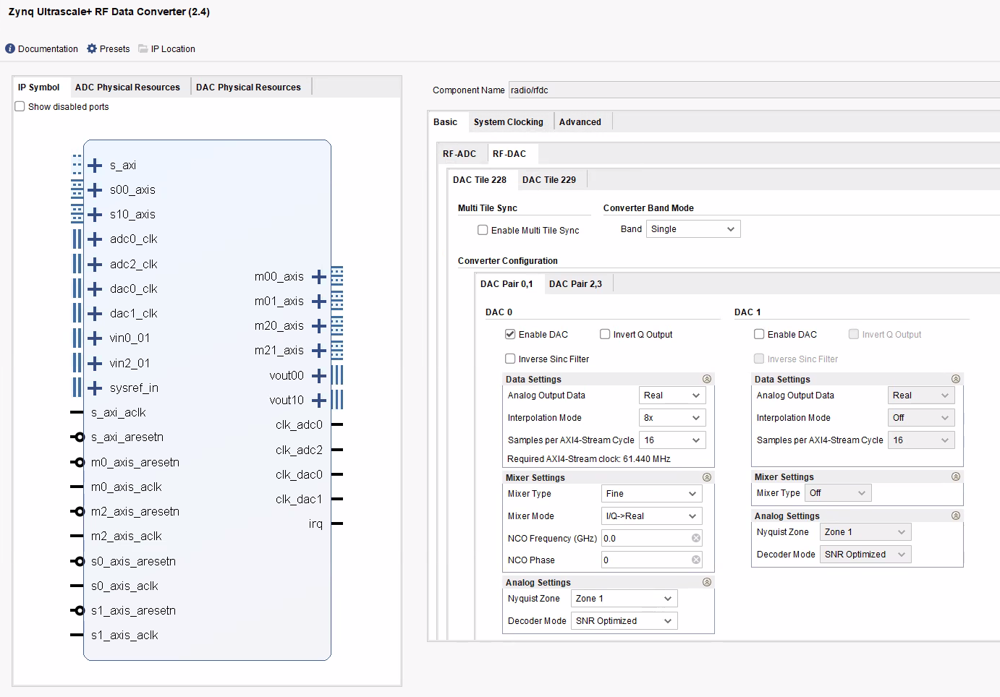 Zynq Ultrascale+ RF Data Converter (2.4)
Documentation Presets IP Location
IP Symbol ADC Physical Resources DAC Physical Resources
Show disabled ports
s_axi
s00_axis
s10_axis
adc0_clk
adc2_clk
dac0_clk
dac1_clk
vin0_01
vin2_01
sysref_in
s_axi_aclk
s_axi_aresetn
m0_axis_aresetn
m0_axis_aclk
m2_axis_aresetn
m2_axis_aclk
s0_axis_aresetn
s0_axis_aclk
s1_axis_aresetn
s1_axis_aclk
m00_axis
m01_axis
m20_axis
m21_axis
vout00
vout10
clk_adc0
clk_adc2
clk_dac0
clk_dac1
irq
Component Name radio/rfdc
Basic System Clocking Advanced
RF-ADC RF-DAC
DAC Tile 228 DAC Tile 229
Multi Tile Sync
Enable Multi Tile Sync
Converter Band Mode
Band Single
Converter Configuration
DAC Pair 0,1 DAC Pair 2,3
DAC 0
Enable DAC Invert Q Output
Inverse Sinc Filter
Data Settings
Analog Output Data Real
Interpolation Mode 8x
Samples per AXI4-Stream Cycle 16
Required AXI4-Stream clock: 61.440 MHz
Mixer Settings
Mixer Type Fine
Mixer Mode I/Q->Real
NCO Frequency (GHz) 0.0
NCO Phase 0
Analog Settings
Nyquist Zone Zone 1
Decoder Mode SNR Optimized
DAC 1
Enable DAC Invert Q Output
Inverse Sinc Filter
Data Settings
Analog Output Data Real
Interpolation Mode Off
Samples per AXI4-Stream Cycle 16
Mixer Settings
Mixer Type Off
Analog Settings
Nyquist Zone Zone 1
Decoder Mode SNR Optimized